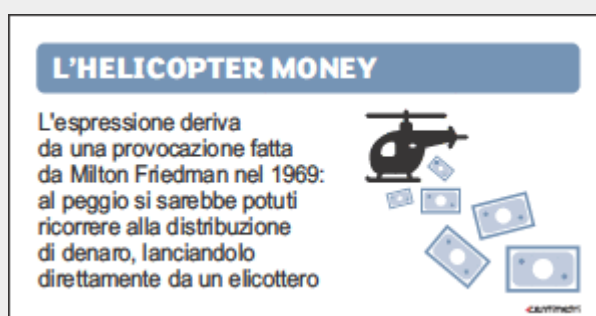 L'HELICOPTER MONEY
L'espressione deriva
da una provocazione fatta
da Milton Friedman nel 1969:
al peggio si sarebbe potuti
ricorrere alla distribuzione
di denaro, lanciandolo
direttamente da un elicottero
centimetri